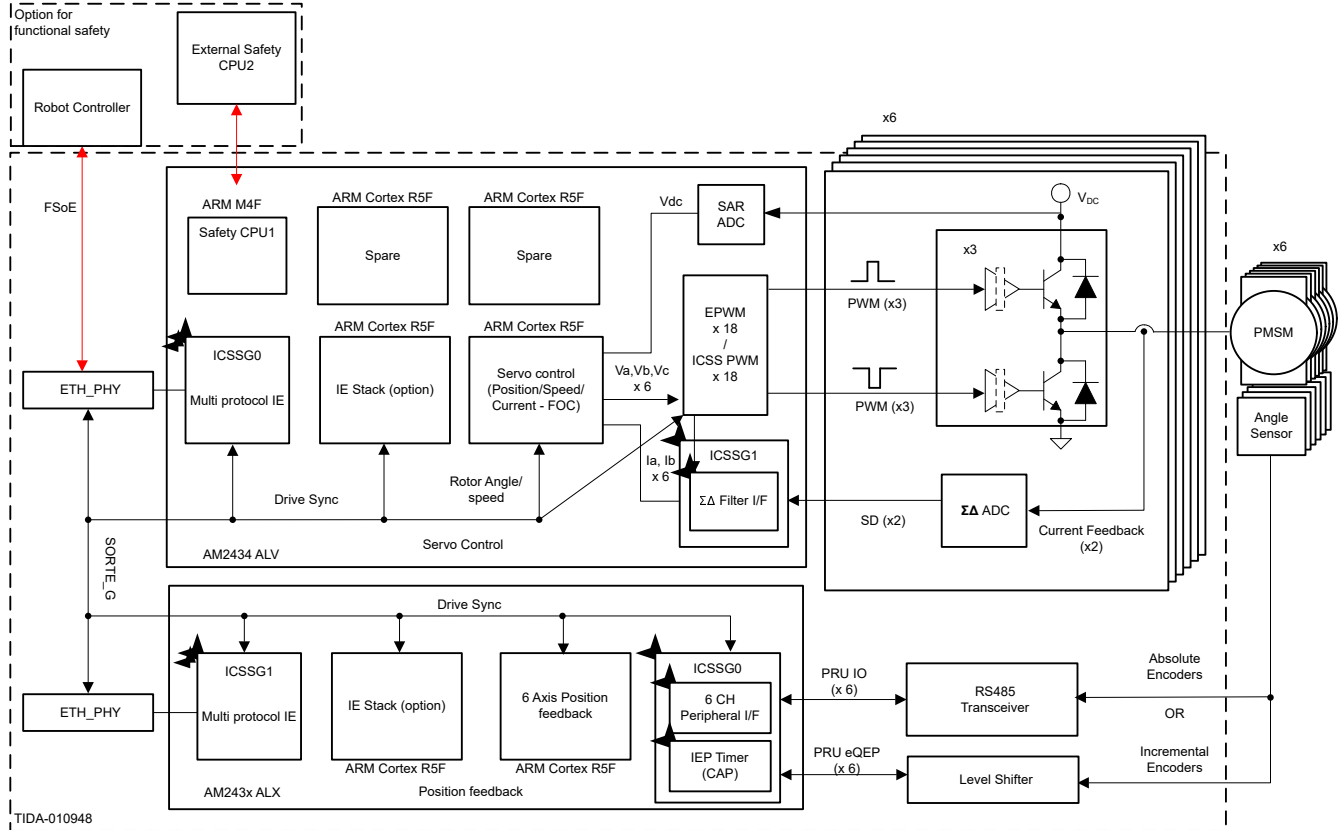 Option for
functional safety
External Safety
CPU2
Robot Controller
FSoE
x6
ARM M4F
Safety CPU1
ARM Cortex R5F
Spare
ARM Cortex R5F
Spare
Vdc
SAR
ADC
VDC
x3
x6
PMSM
Angle
Sensor
EPWM
x 18
/
ICSS PWM
x 18
PWM (x3)
PWM (x3)
ETH_PHY
ICSSG0
Multi protocol IE
ARM Cortex R5F
IE Stack (option)
ARM Cortex R5F
Servo control
(Position/Speed/
Current - FOC)
Va,Vb,Vc
x 6
Ia, Ib
x 6
ICSSG1
ΣΔ Filter I/F
SD (x2)
ΣΔ ADC
Current Feedback
(x2)
Rotor Angle/
speed
Drive Sync
Servo Control
AM2434 ALV
SORTE_G
Drive Sync
ETH_PHY
ICSSG1
Multi protocol IE
IE Stack (option)
ARM Cortex R5F
6 Axis Position
feedback
ARM Cortex R5F
ICSSG0
6 CH
Peripheral I/F
IEP Timer
(CAP)
PRU IO
(x 6)
RS485
Transceiver
Absolute
Encoders
OR
PRU eQEP
(x 6)
Level Shifter
Incremental
Encoders
AM243x ALX
Position feedback
TIDA-010948